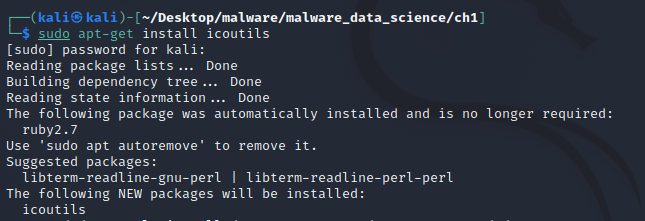 ┌──(kali㉿kali)-[~/Desktop/malware/malware_data_science/ch1]
└─$ sudo apt-get install icoutils
[sudo] password for kali:
Reading package lists... Done
Building dependency tree... Done
Reading state information... Done
The following package was automatically installed and is no longer required:
  ruby2.7
Use 'sudo apt autoremove' to remove it.
Suggested packages:
  libterm-readline-gnu-perl | libterm-readline-perl-perl
The following NEW packages will be installed:
  icoutils